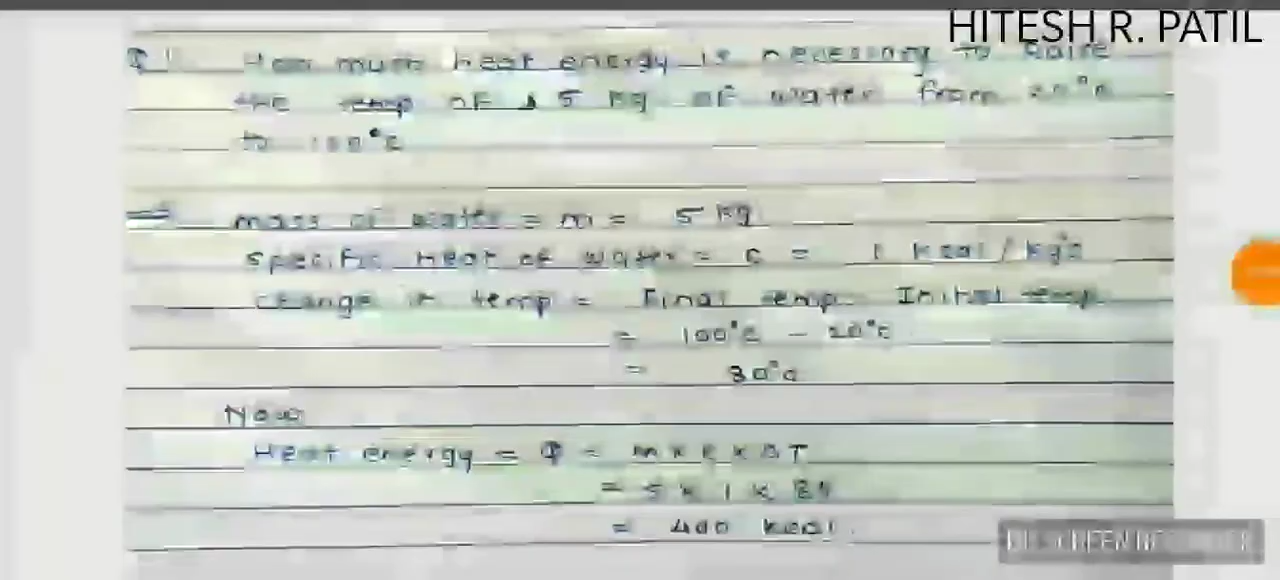 HITESH R. PATIL
Q1. How much heat energy is necessary to Raise
the temp of 5 kg of water from 20°C
to 100°C
⇒ mass of water = m = 5 kg
specific heat of water = c = 1 kcal / kg°C
change in temp = Final temp - Initial temp
= 100°C - 20°C
= 80°C
Now
Heat energy = Q = m x c x ΔT
= 5 x 1 x 80
= 400 kcal.